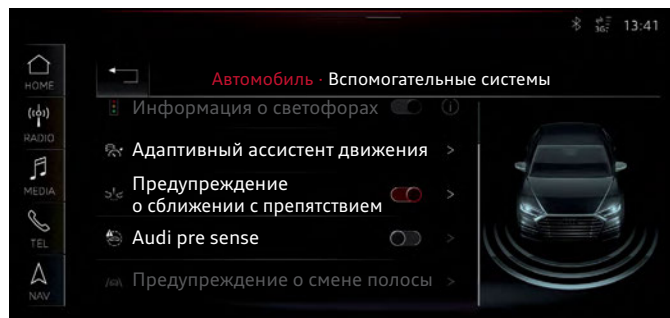 3G 13:41
HOME
Автомобиль · Вспомогательные системы
Информация о светофорах
RADIO
Адаптивный ассистент движения >
MEDIA
Предупреждение
о сближении с препятствием >
TEL
Audi pre sense >
NAV
Предупреждение о смене полосы >